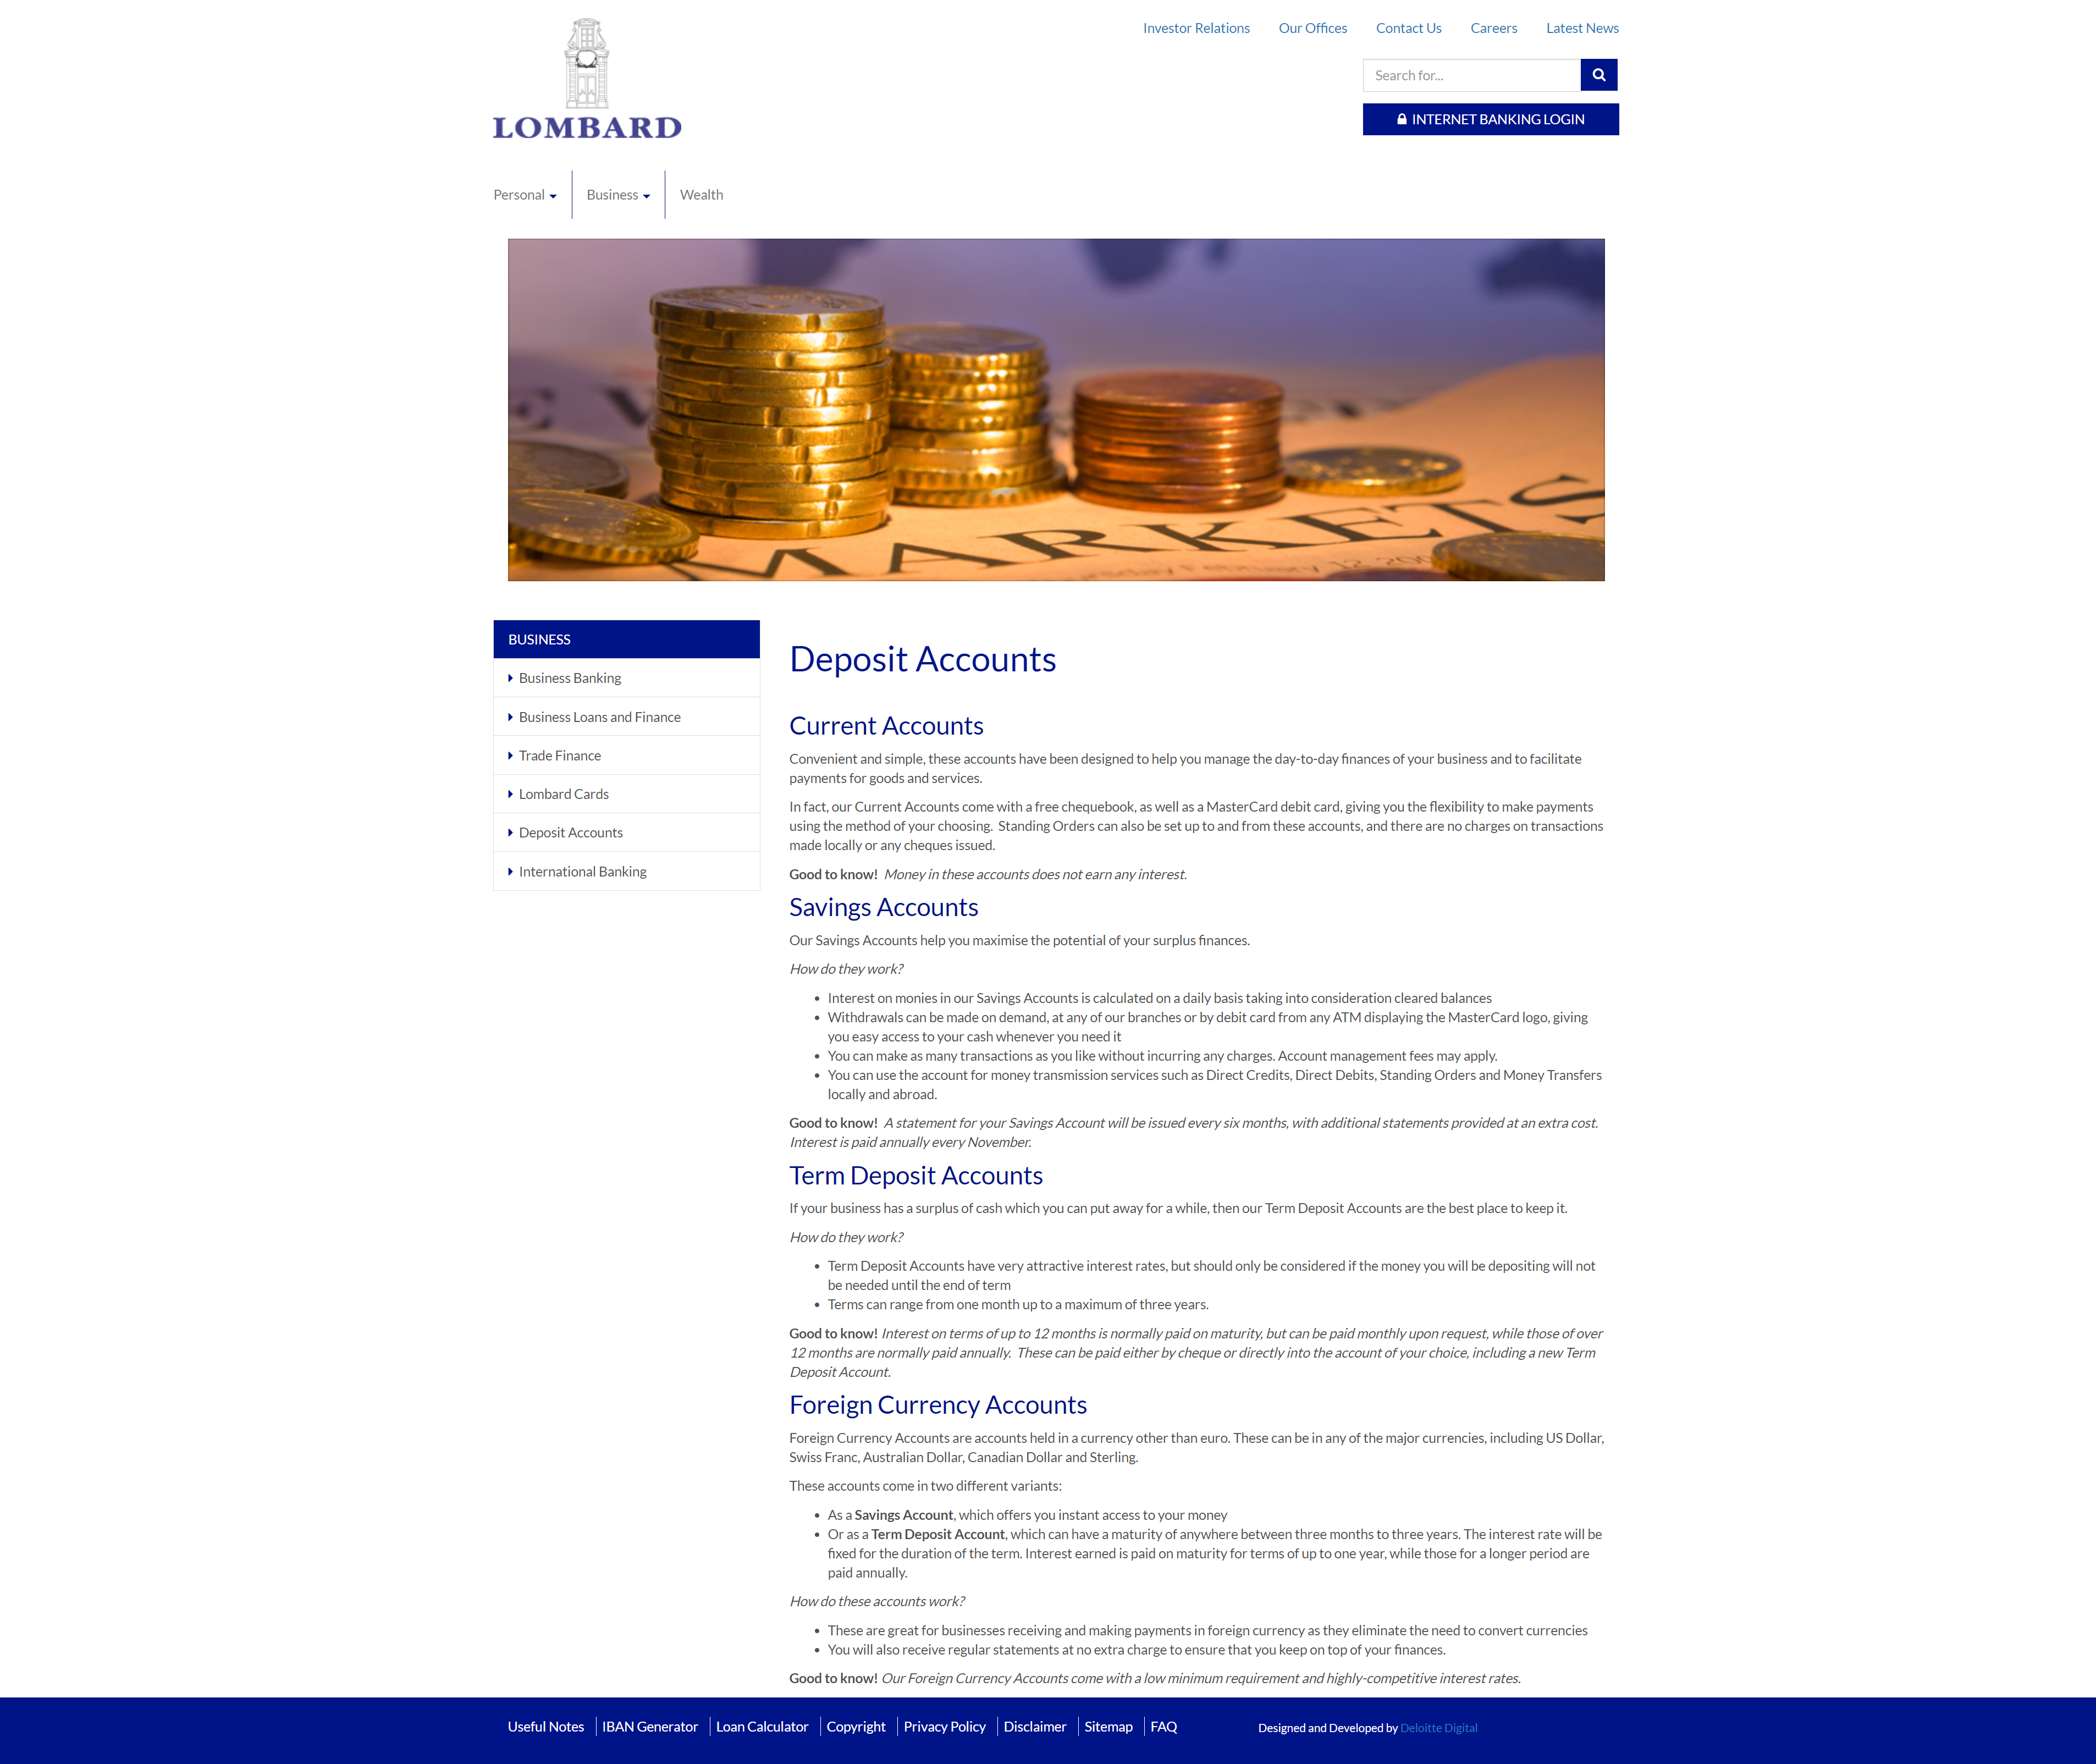 Investor Relations Our Offices Contact Us Careers Latest News
LOMBARD
Search for...
INTERNET BANKING LOGIN
Personal Business Wealth
MARKETS
BUSINESS
Business Banking
Business Loans and Finance
Trade Finance
Lombard Cards
Deposit Accounts
International Banking
Deposit Accounts
Current Accounts
Convenient and simple, these accounts have been designed to help you manage the day-to-day finances of your business and to facilitate
payments for goods and services.
In fact, our Current Accounts come with a free chequebook, as well as a MasterCard debit card, giving you the flexibility to make payments
using the method of your choosing. Standing Orders can also be set up to and from these accounts, and there are no charges on transactions
made locally or any cheques issued.
Good to know! Money in these accounts does not earn any interest.
Savings Accounts
Our Savings Accounts help you maximise the potential of your surplus finances.
How do they work?
• Interest on monies in our Savings Accounts is calculated on a daily basis taking into consideration cleared balances
• Withdrawals can be made on demand, at any of our branches or by debit card from any ATM displaying the MasterCard logo, giving
you easy access to your cash whenever you need it
• You can make as many transactions as you like without incurring any charges. Account management fees may apply.
• You can use the account for money transmission services such as Direct Credits, Direct Debits, Standing Orders and Money Transfers
locally and abroad.
Good to know! A statement for your Savings Account will be issued every six months, with additional statements provided at an extra cost.
Interest is paid annually every November.
Term Deposit Accounts
If your business has a surplus of cash which you can put away for a while, then our Term Deposit Accounts are the best place to keep it.
How do they work?
• Term Deposit Accounts have very attractive interest rates, but should only be considered if the money you will be depositing will not
be needed until the end of term
• Terms can range from one month up to a maximum of three years.
Good to know! Interest on terms of up to 12 months is normally paid on maturity, but can be paid monthly upon request, while those of over
12 months are normally paid annually. These can be paid either by cheque or directly into the account of your choice, including a new Term
Deposit Account.
Foreign Currency Accounts
Foreign Currency Accounts are accounts held in a currency other than euro. These can be in any of the major currencies, including US Dollar,
Swiss Franc, Australian Dollar, Canadian Dollar and Sterling.
These accounts come in two different variants:
• As a Savings Account, which offers you instant access to your money
• Or as a Term Deposit Account, which can have a maturity of anywhere between three months to three years. The interest rate will be
fixed for the duration of the term. Interest earned is paid on maturity for terms of up to one year, while those for a longer period are
paid annually.
How do these accounts work?
• These are great for businesses receiving and making payments in foreign currency as they eliminate the need to convert currencies
• You will also receive regular statements at no extra charge to ensure that you keep on top of your finances.
Good to know! Our Foreign Currency Accounts come with a low minimum requirement and highly-competitive interest rates.
Useful Notes IBAN Generator Loan Calculator Copyright Privacy Policy Disclaimer Sitemap FAQ Designed and Developed by Deloitte Digital